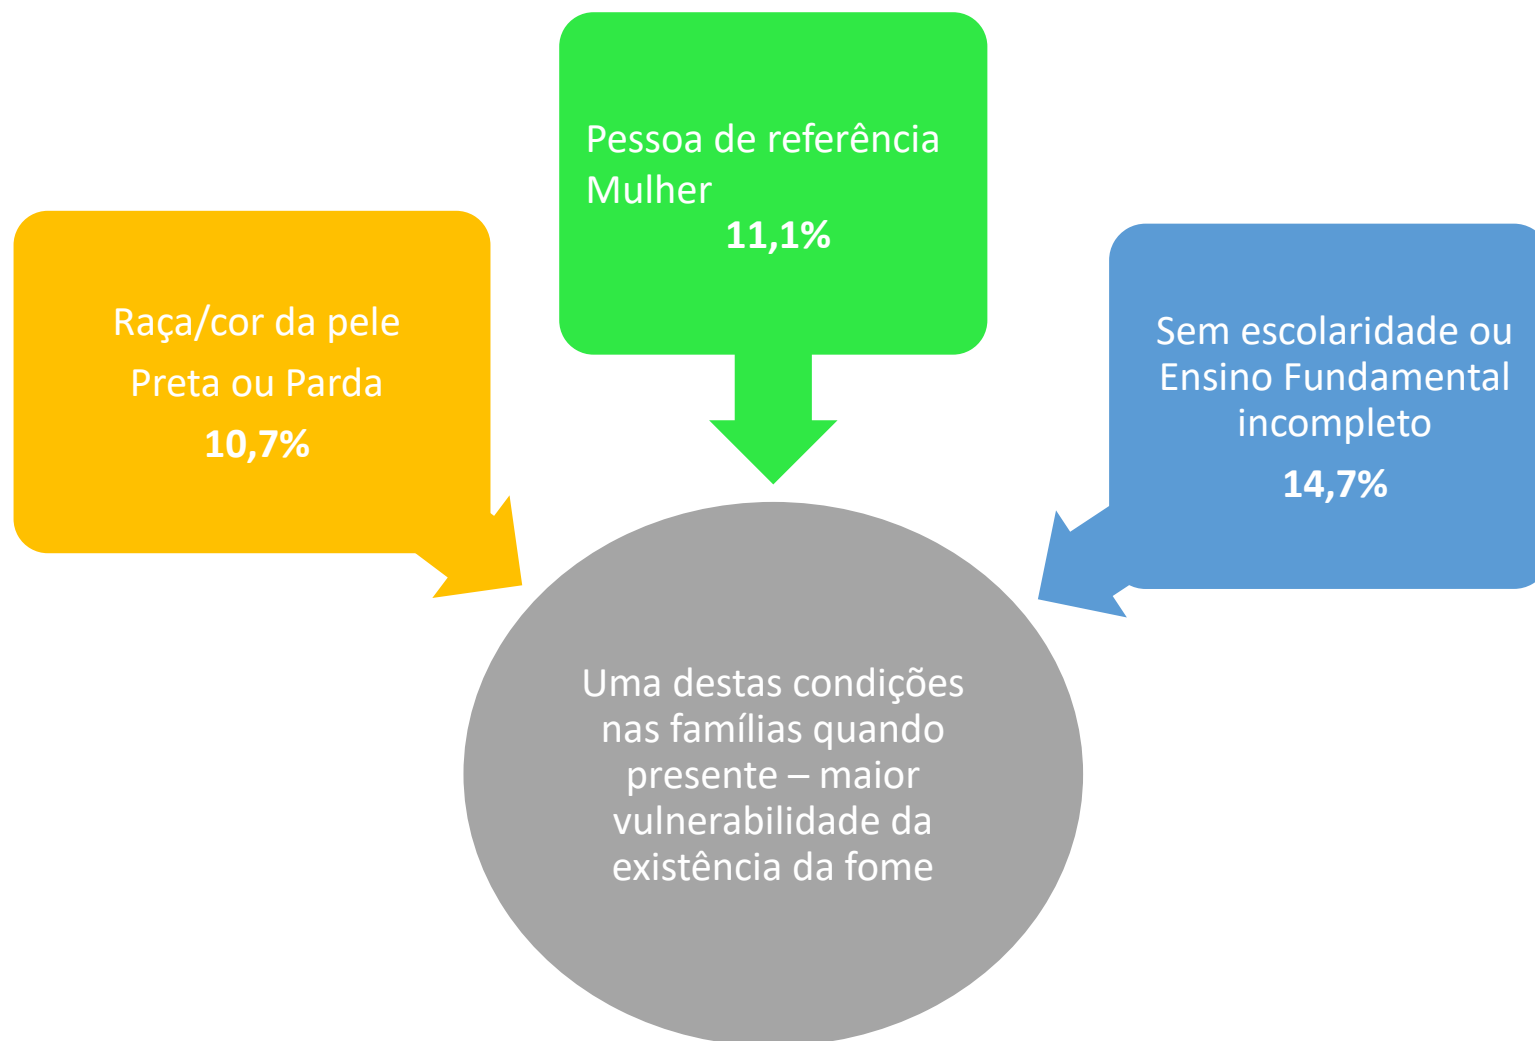 Pessoa de referência
Mulher
11,1%
Raça/cor da pele
Preta ou Parda
10,7%
Sem escolaridade ou
Ensino Fundamental
incompleto
14,7%
Uma destas condições
nas famílias quando
presente – maior
vulnerabilidade da
existência da fome